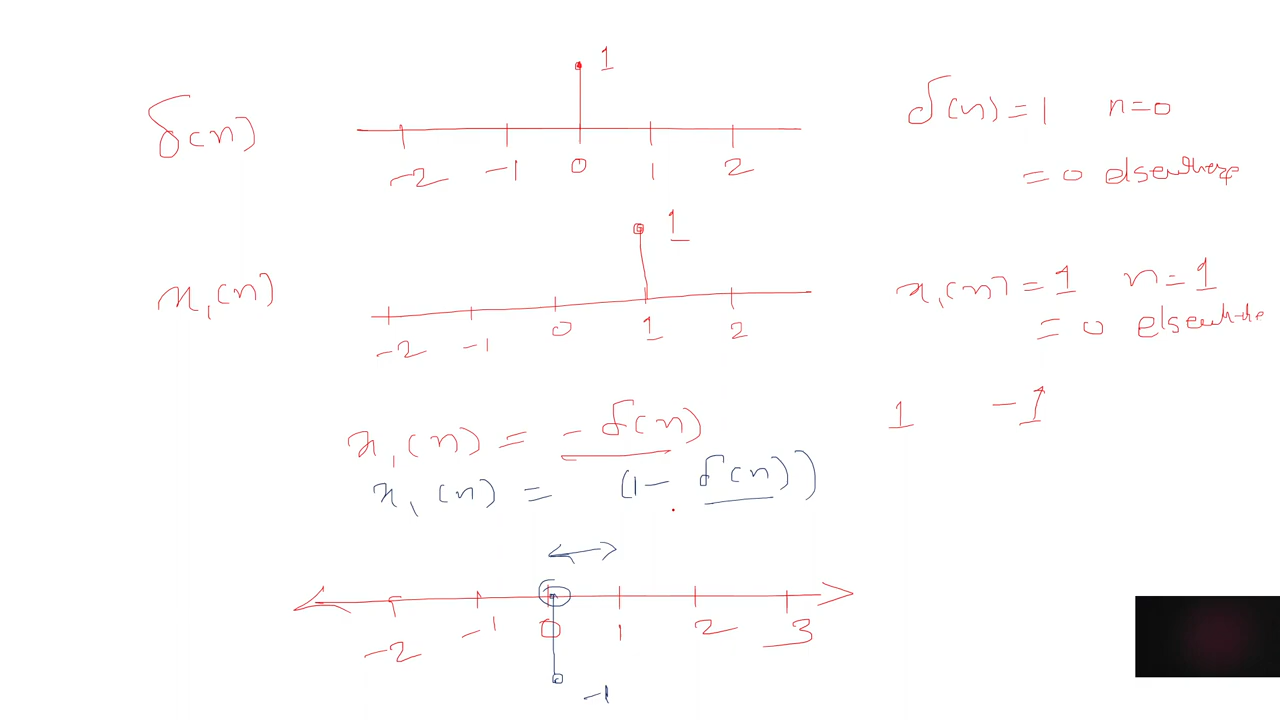 1
δ(n)
-2 -1 0 1 2
δ(n) = 1 n=0
= 0 elsewhere
1
x₁(n)
-2 -1 0 1 2
x₁(n) = 1 n=1
= 0 elsewhere
x₁(n) = - δ(n)
1 -1
x₁(n) = (1- δ(n))
-2 -1 0 1 2 3
-1